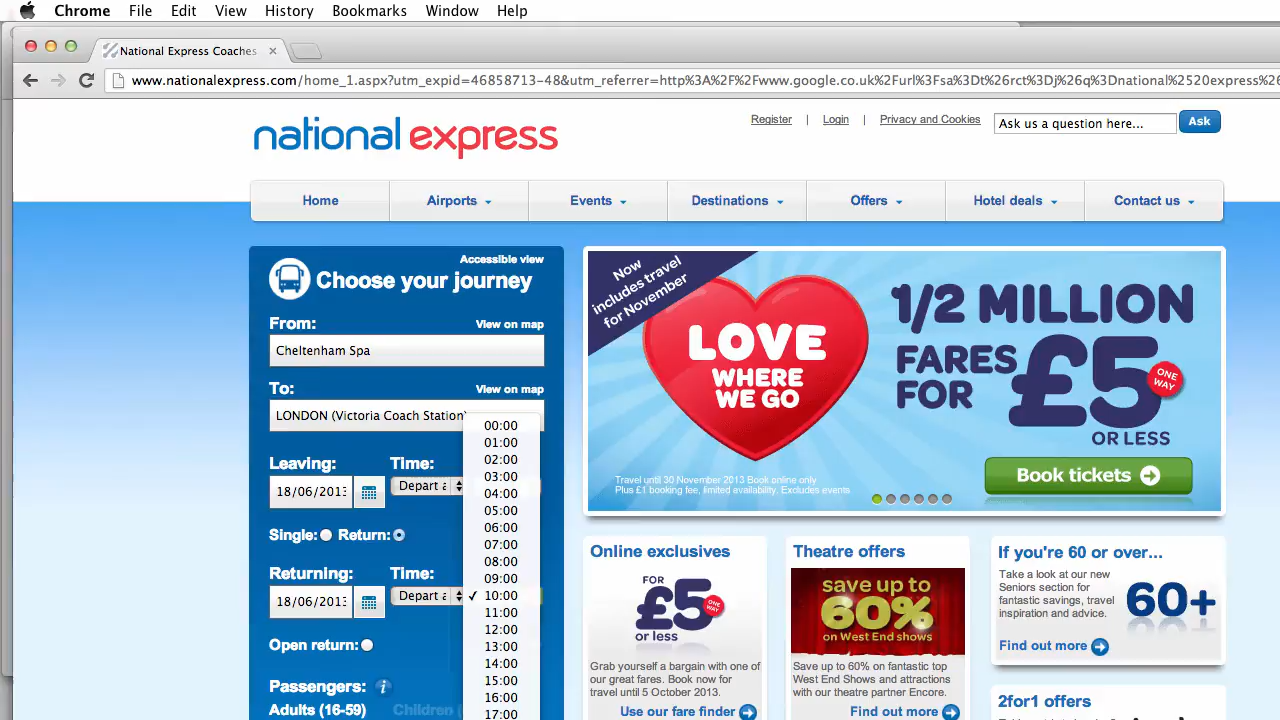 Chrome File Edit View History Bookmarks Window Help
National Express Coaches
www.nationalexpress.com/home_1.aspx?utm_expid=46858713-48&utm_referrer=http%3A%2F%2Fwww.google.co.uk%2Furl%3Fsa%3Dt%26rct%3Dj%26q%3Dnational%2520express%2
national express
Register | Login | Privacy and Cookies
Ask us a question here...
Ask
Home Airports Events Destinations Offers Hotel deals Contact us
Accessible view
Choose your journey
From: View on map
Cheltenham Spa
To: View on map
LONDON (Victoria Coach Station)
Leaving: Time:
18/06/2013 Depart a
Single: Return:
Returning: Time:
18/06/2013 Depart a
Open return:
Passengers:
Adults (16-59) Children (
00:00
01:00
02:00
03:00
04:00
05:00
06:00
07:00
08:00
09:00
✓ 10:00
11:00
12:00
13:00
14:00
15:00
16:00
17:00
Now
includes travel
for November
LOVE
WHERE
WE GO
1/2 MILLION
FARES
FOR
£5
ONE
WAY
OR LESS
Travel until 30 November 2013 Book online only
Plus £1 booking fee, limited availability. Excludes events
Book tickets
Online exclusives
FOR
£5
ONE
WAY
or less
Grab yourself a bargain with one of
our great fares. Book now for
travel until 5 October 2013.
Use our fare finder
Theatre offers
save up to
60%
on West End shows
Save up to 60% on fantastic top
West End Shows and attractions
with our theatre partner Encore.
Find out more
If you're 60 or over...
Take a look at our new
Seniors section for
fantastic savings, travel
inspiration and advice.
60+
Find out more
2for1 offers